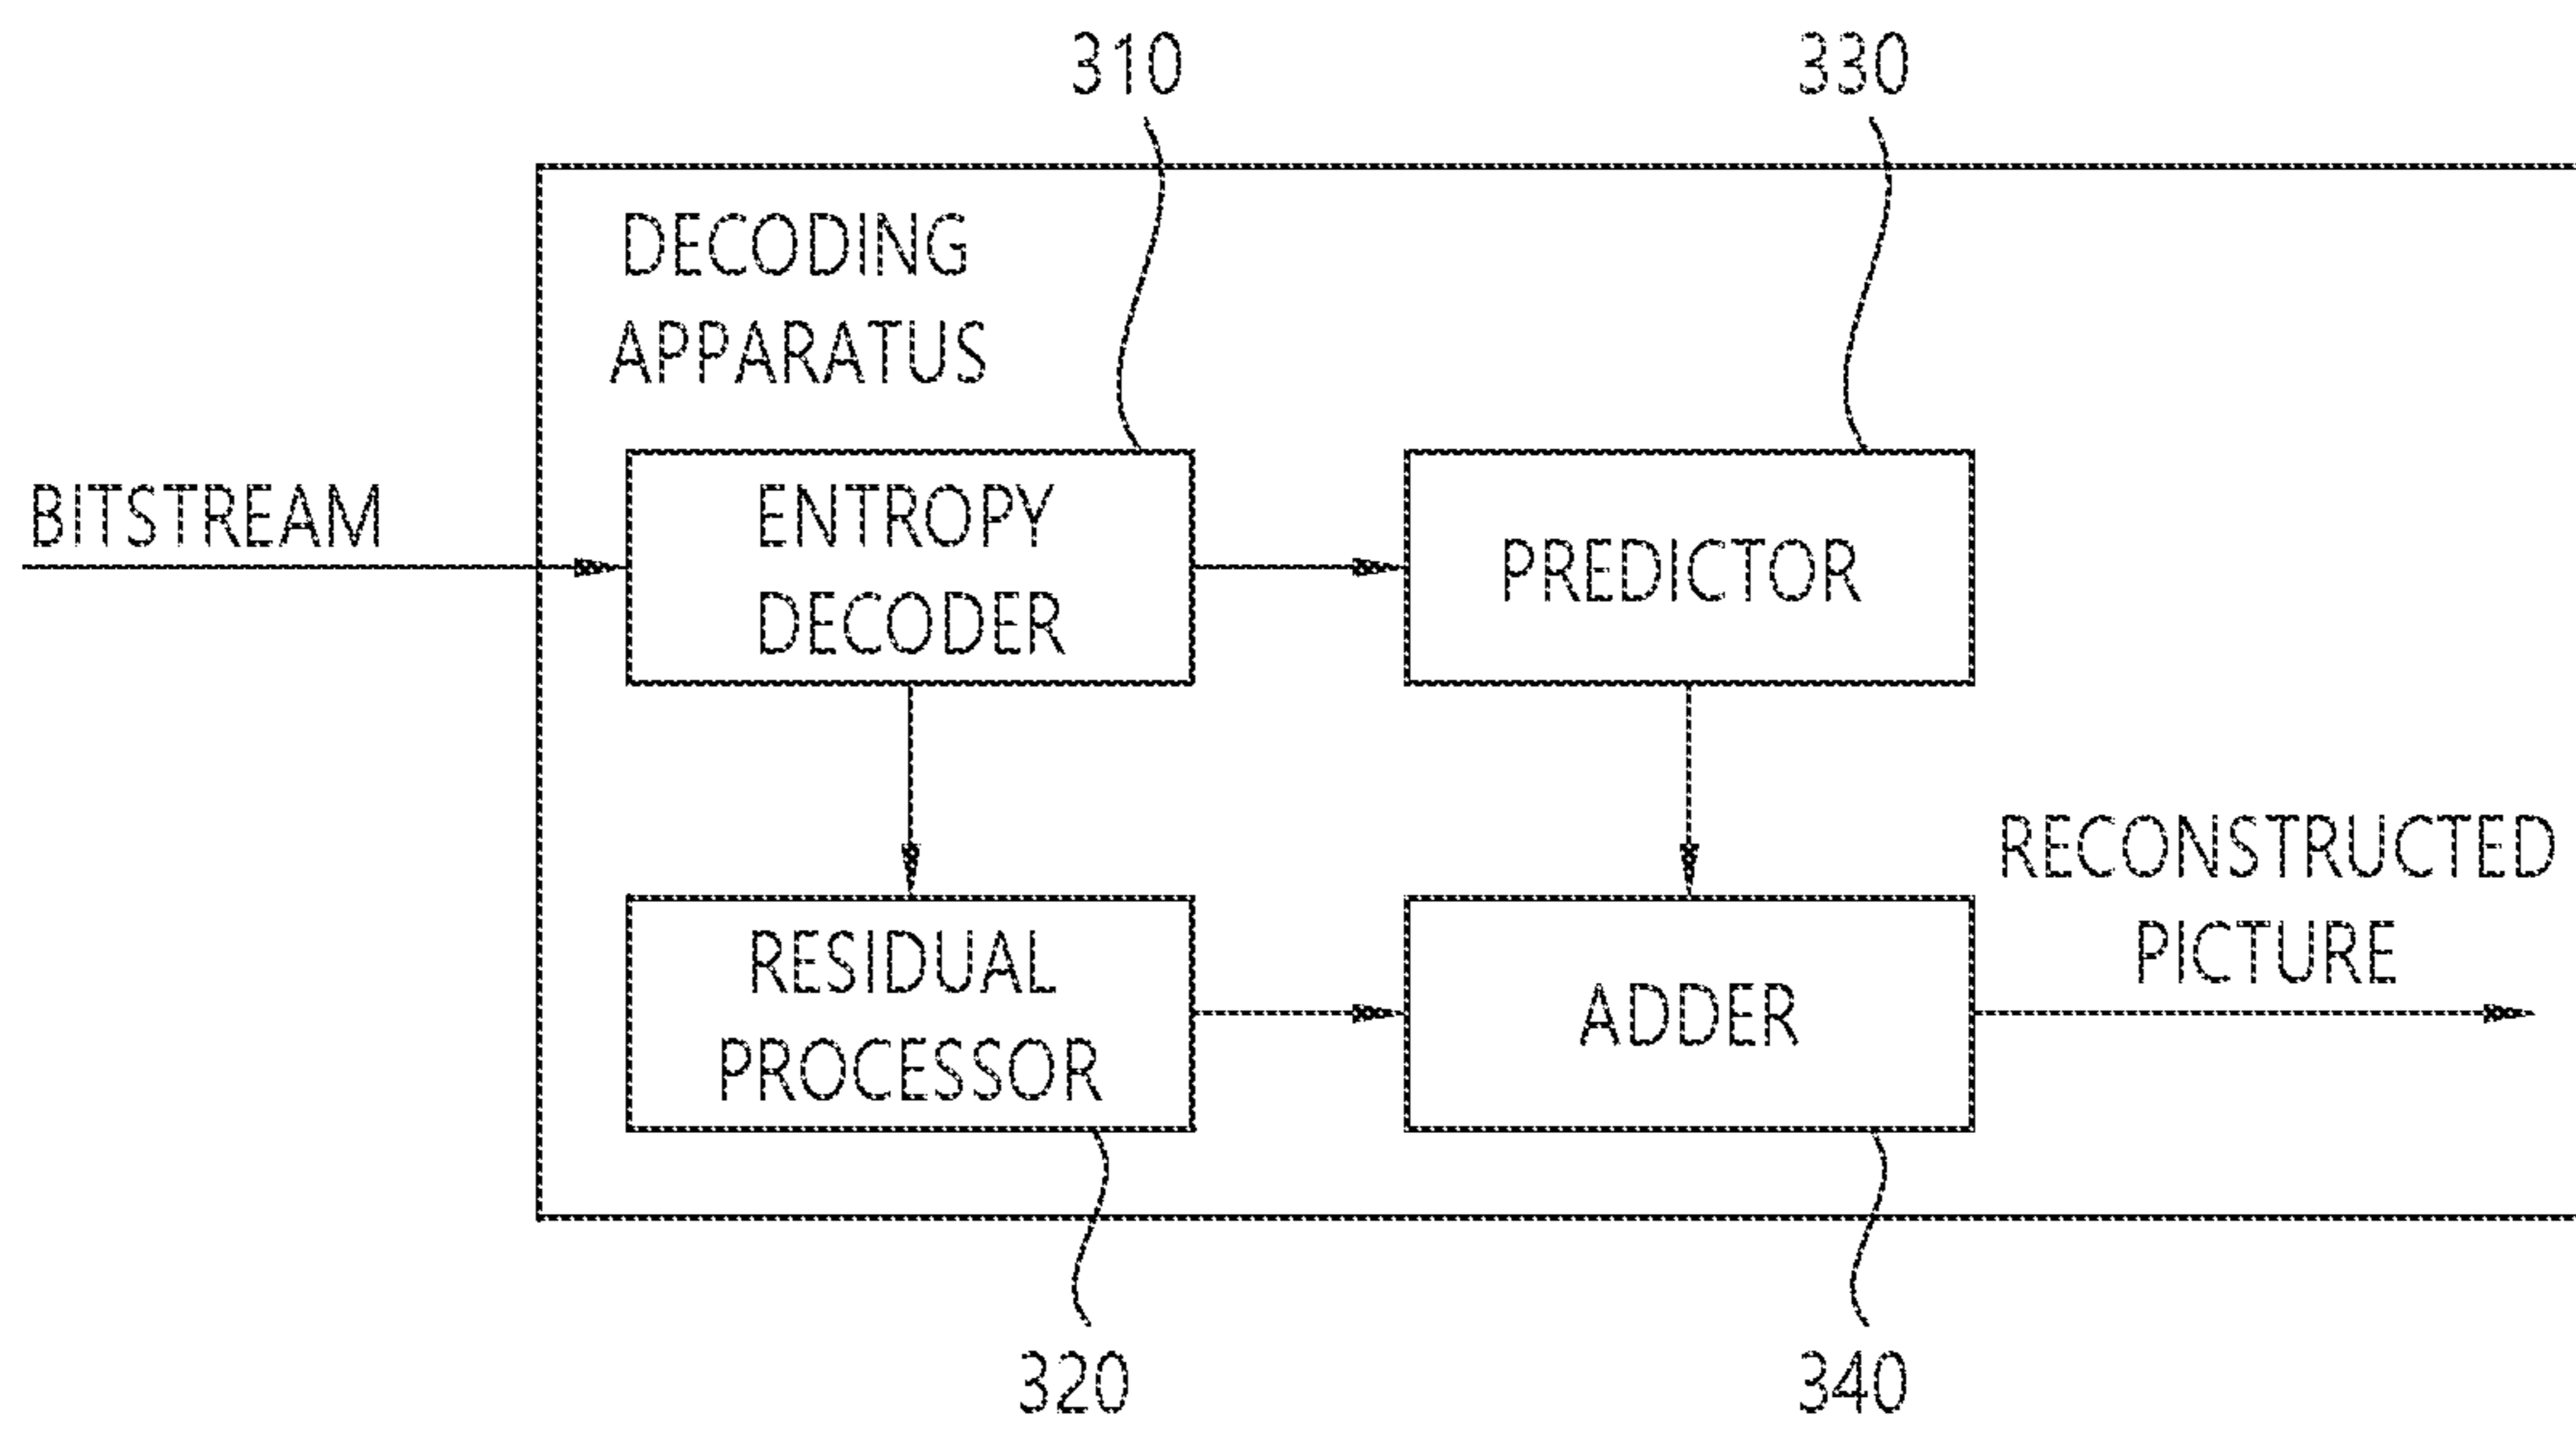 310
330
DECODING
APPARATUS
BITSTREAM
ENTROPY
DECODER
PREDICTOR
RECONSTRUCTED
PICTURE
RESIDUAL
PROCESSOR
ADDER
320
340